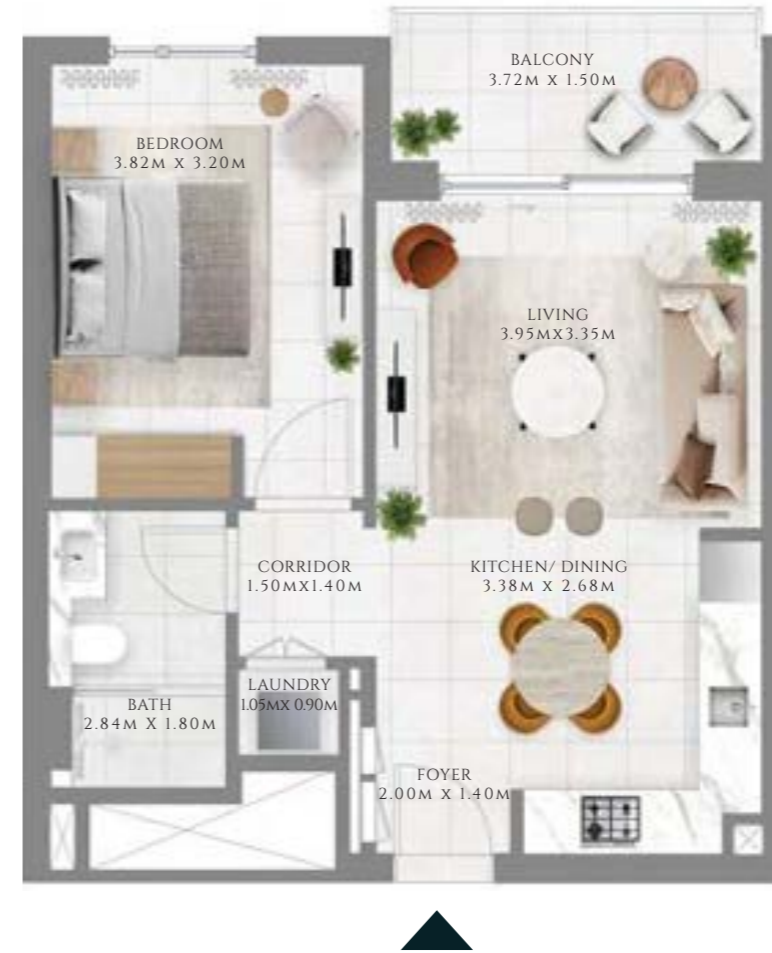 BALCONY
3.72M X 1.50M
BEDROOM
3.82M X 3.20M
LIVING
3.95MX3.35M
CORRIDOR
1.50MX1.40M
KITCHEN/ DINING
3.38M X 2.68M
LAUNDRY
1.05MX 0.90M
BATH
2.84M X 1.80M
FOYER
2.00M X 1.40M